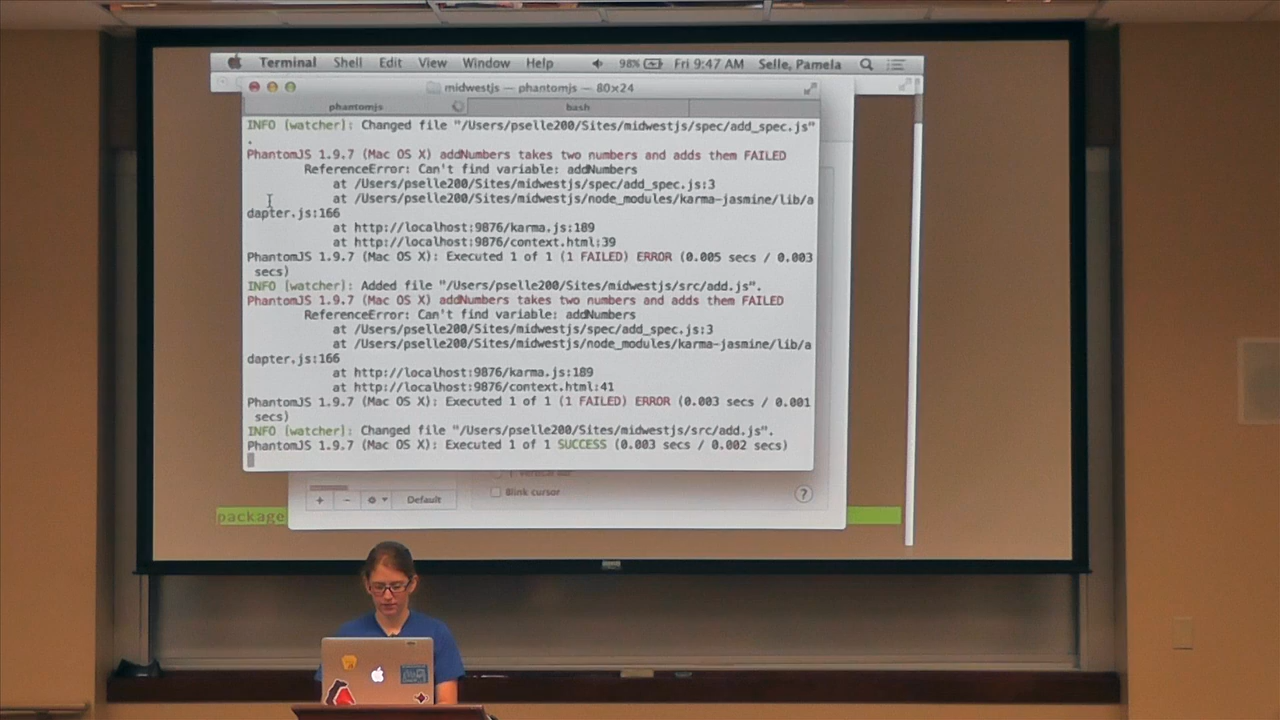 Terminal Shell Edit View Window Help 98% Fri 9:47 AM Selle, Pamela
midwestjs — phantomjs — 80×24
phantomjs bash
INFO [watcher]: Changed file "/Users/pselle200/Sites/midwestjs/spec/add_spec.js"
.
PhantomJS 1.9.7 (Mac OS X) addNumbers takes two numbers and adds them FAILED
ReferenceError: Can't find variable: addNumbers
at /Users/pselle200/Sites/midwestjs/spec/add_spec.js:3
at /Users/pselle200/Sites/midwestjs/node_modules/karma-jasmine/lib/a
dapter.js:166
at http://localhost:9876/karma.js:189
at http://localhost:9876/context.html:39
PhantomJS 1.9.7 (Mac OS X): Executed 1 of 1 (1 FAILED) ERROR (0.005 secs / 0.003
secs)
INFO [watcher]: Added file "/Users/pselle200/Sites/midwestjs/src/add.js".
PhantomJS 1.9.7 (Mac OS X) addNumbers takes two numbers and adds them FAILED
ReferenceError: Can't find variable: addNumbers
at /Users/pselle200/Sites/midwestjs/spec/add_spec.js:3
at /Users/pselle200/Sites/midwestjs/node_modules/karma-jasmine/lib/a
dapter.js:166
at http://localhost:9876/karma.js:189
at http://localhost:9876/context.html:41
PhantomJS 1.9.7 (Mac OS X): Executed 1 of 1 (1 FAILED) ERROR (0.003 secs / 0.001
secs)
INFO [watcher]: Changed file "/Users/pselle200/Sites/midwestjs/src/add.js".
PhantomJS 1.9.7 (Mac OS X): Executed 1 of 1 SUCCESS (0.003 secs / 0.002 secs)
Blink cursor
+ − Default ?
package